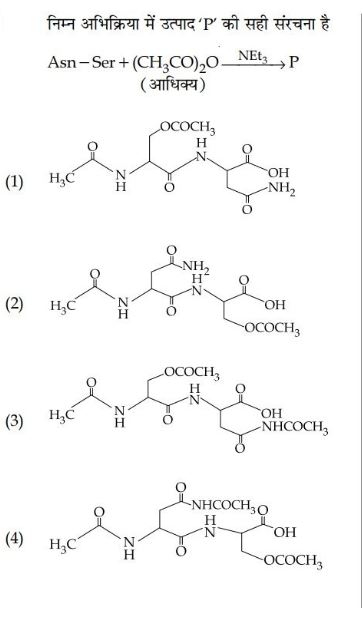 निम्न अभिक्रिया में उत्पाद 'P' की सही संरचना है
Asn – Ser + (CH₃CO)₂O —NEt₃→ P
(आधिक्य)
(1) H₃C O N H OCOCH₃ O H N O OH NH₂ O
(2) H₃C O N H O NH₂ O H N O OH OCOCH₃
(3) H₃C O N H OCOCH₃ O H N O OH NHCOCH₃ O
(4) H₃C O N H O NHCOCH₃ O H N O OH OCOCH₃